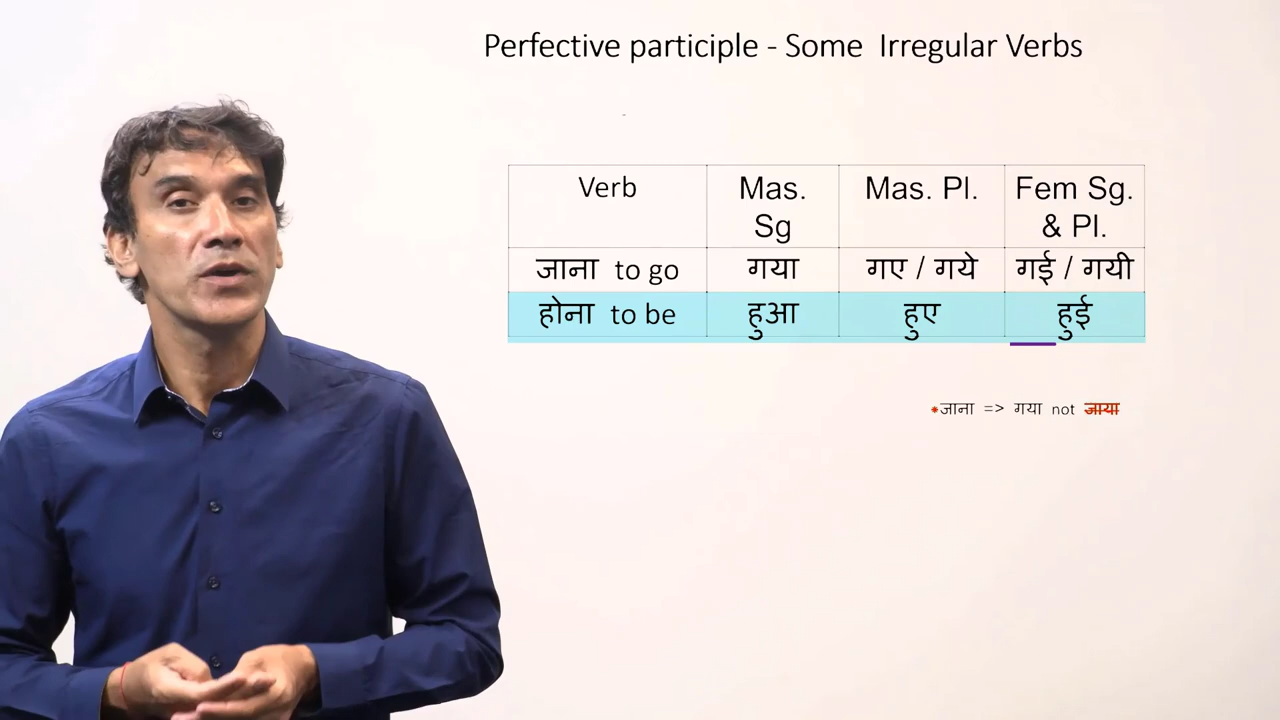 Perfective participle - Some Irregular Verbs
Verb Mas. Sg Mas. Pl. Fem Sg. & Pl.
जाना to go गया गए / गये गई / गयी
होना to be हुआ हुए हुई
*जाना => गया not जाया